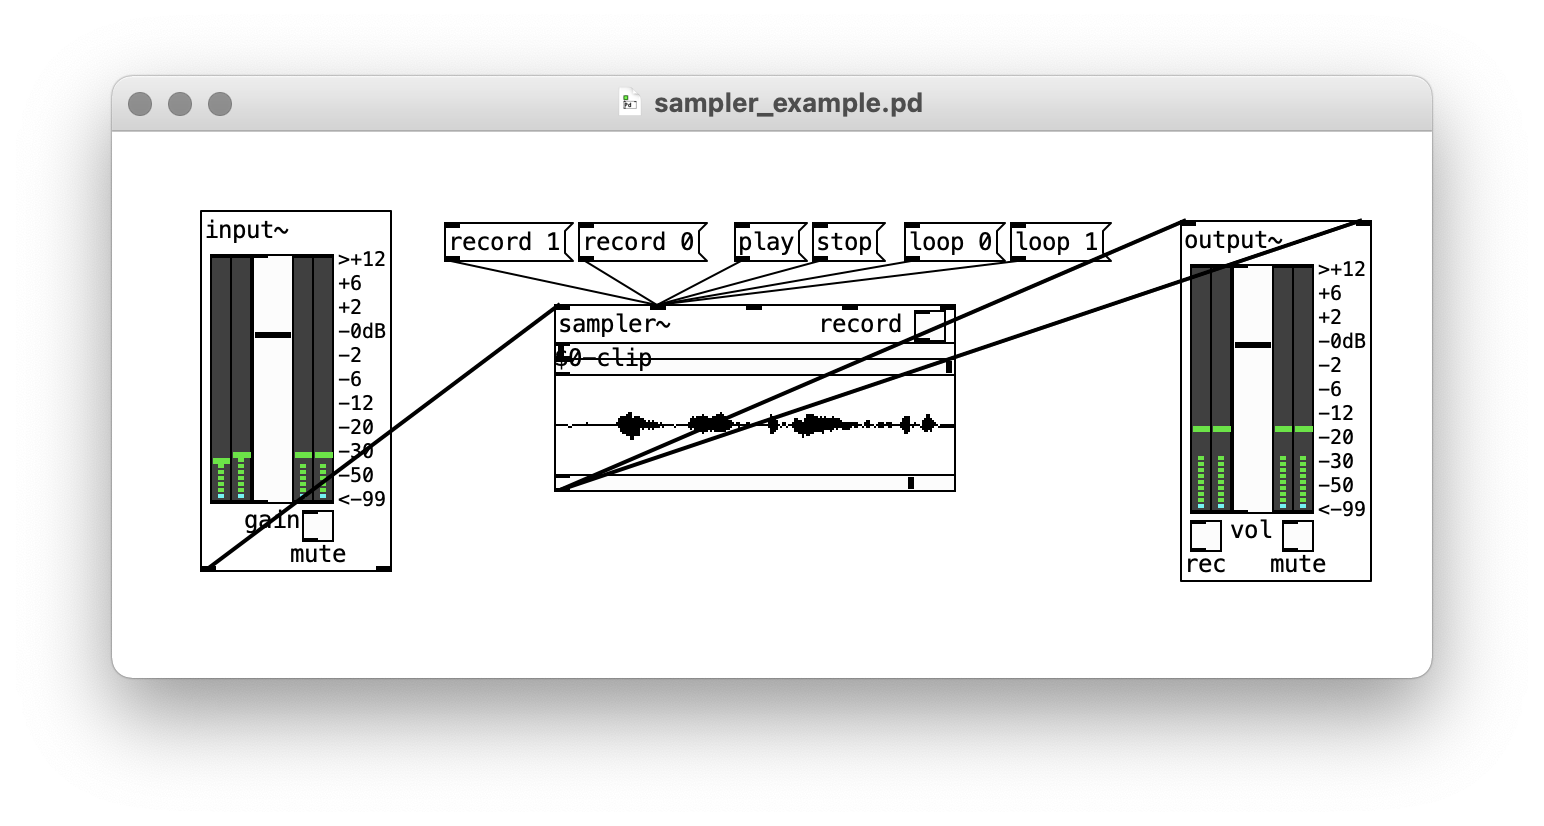 sampler_example.pd
input~
>+12
+6
+2
-0dB
-2
-6
-12
-20
-30
-50
<-99
gain
mute
record 1
record 0
play
stop
loop 0
loop 1
sampler~
record
$0-clip
output~
>+12
+6
+2
-0dB
-2
-6
-12
-20
-30
-50
<-99
vol
rec
mute